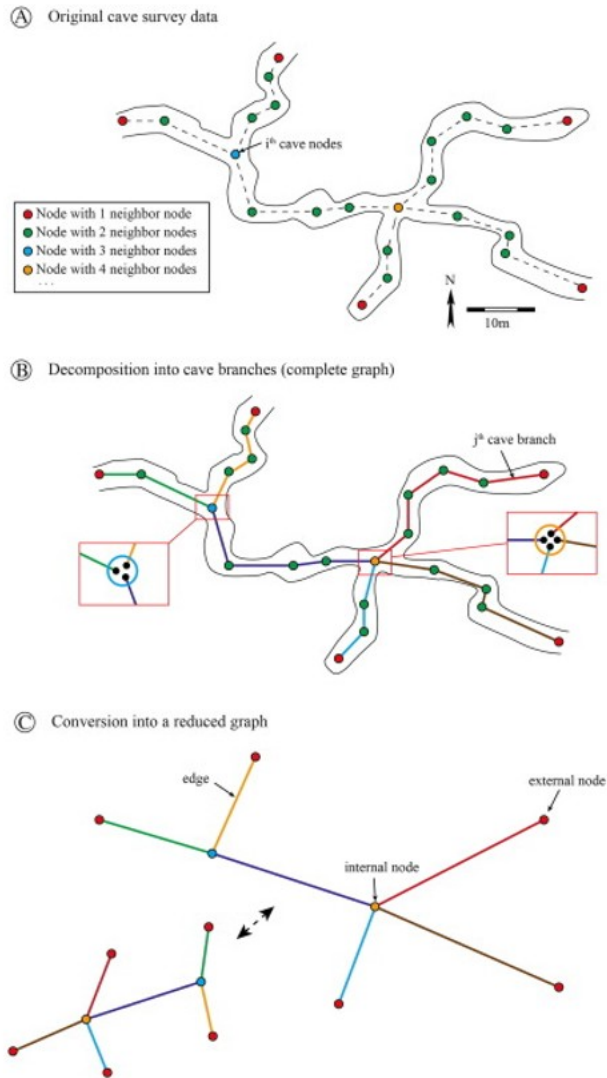 A Original cave survey data
iᵗʰ cave nodes
Node with 1 neighbor node
Node with 2 neighbor nodes
Node with 3 neighbor nodes
Node with 4 neighbor nodes
...
N
10m
B Decomposition into cave branches (complete graph)
jᵗʰ cave branch
C Conversion into a reduced graph
edge
external node
internal node